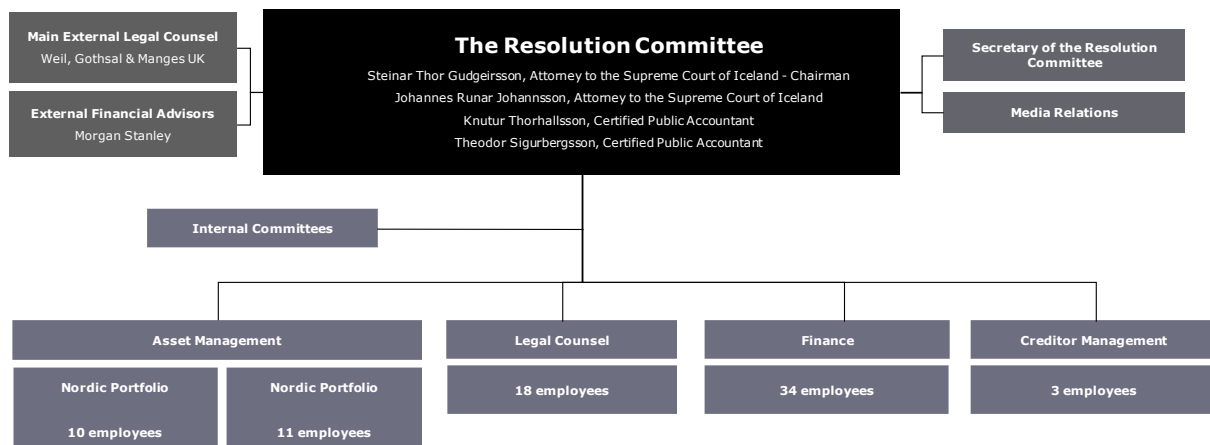 Main External Legal Counsel
Weil, Gothsal & Manges UK
External Financial Advisors
Morgan Stanley
The Resolution Committee
Steinar Thor Gudgeirsson, Attorney to the Supreme Court of Iceland - Chairman
Johannes Runar Johannsson, Attorney to the Supreme Court of Iceland
Knutur Thorhallsson, Certified Public Accountant
Theodor Sigurbergsson, Certified Public Accountant
Secretary of the Resolution
Committee
Media Relations
Internal Committees
Asset Management
Nordic Portfolio
10 employees
Nordic Portfolio
11 employees
Legal Counsel
18 employees
Finance
34 employees
Creditor Management
3 employees